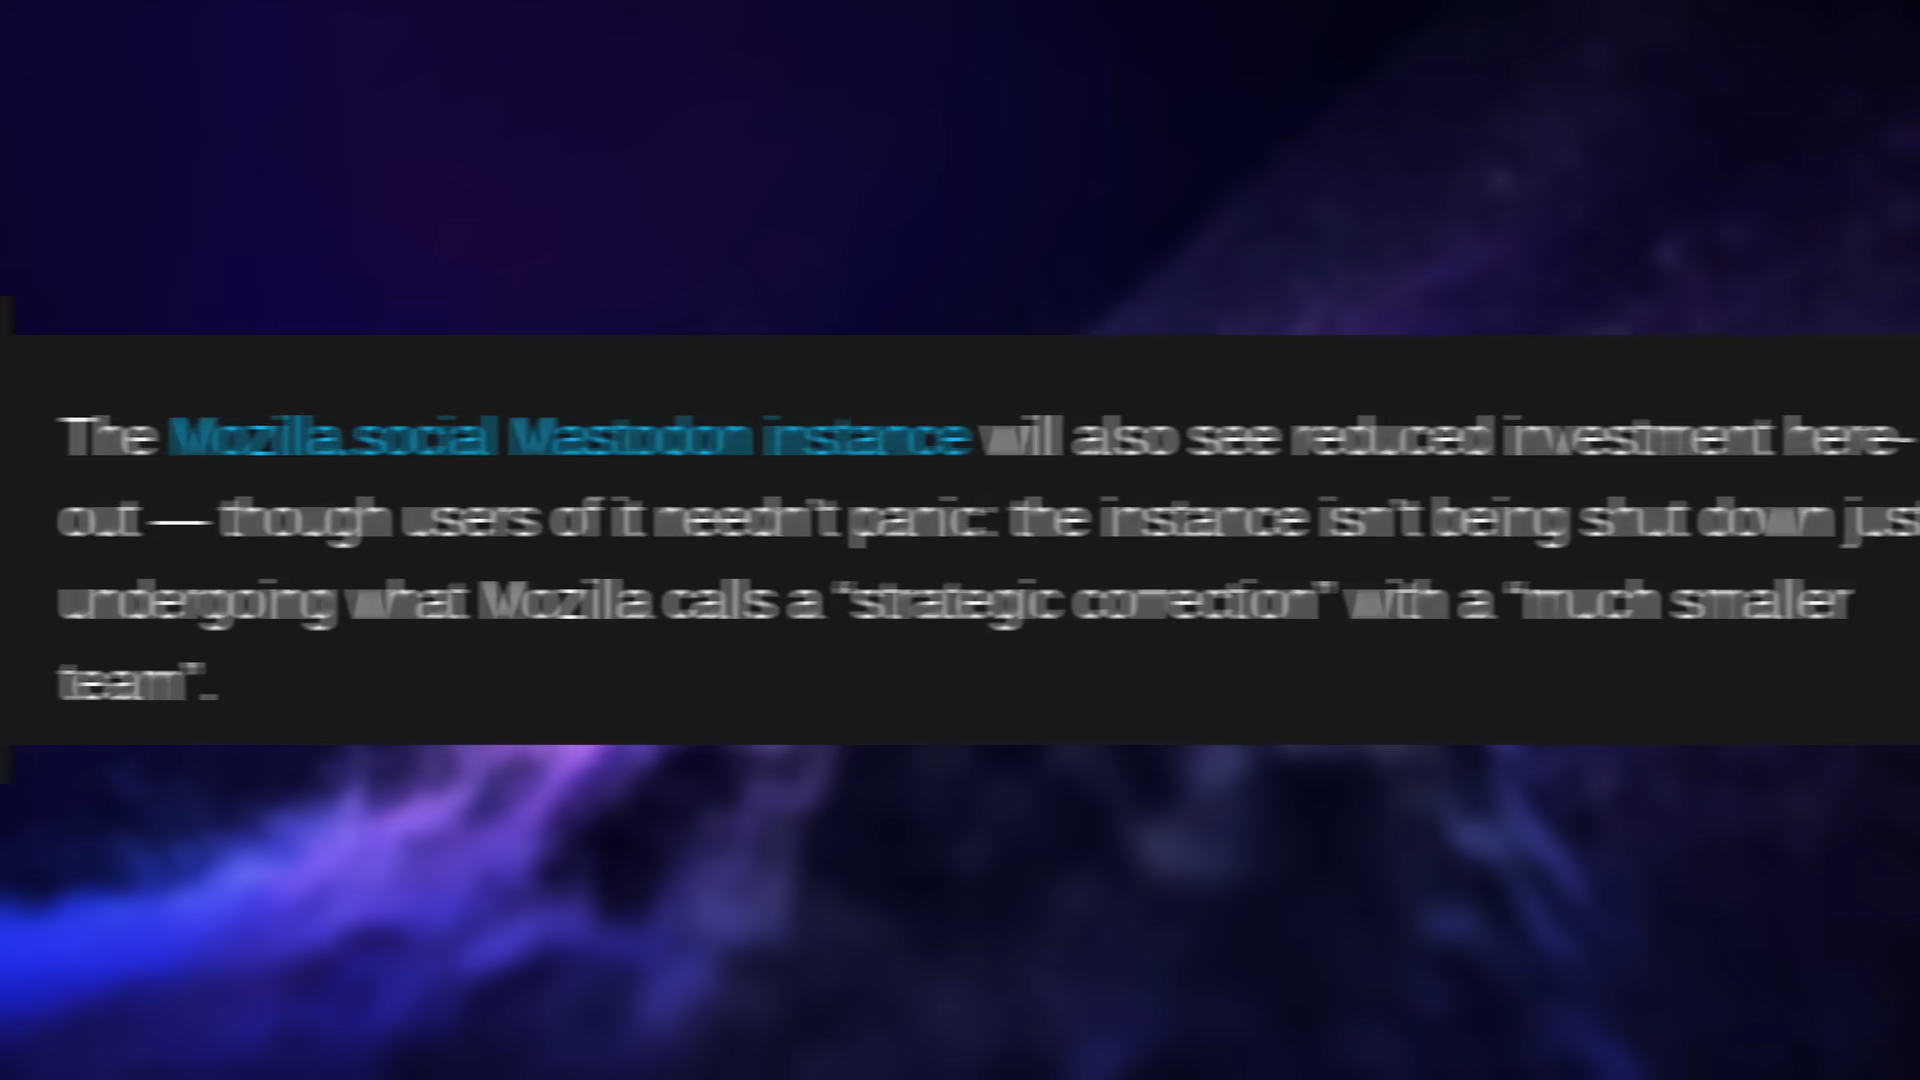 The Mozilla.social Mastodon instance will also see reduced investment here-
out — though users of it needn't panic: the instance isn't being shut down just
undergoing what Mozilla calls a “strategic correction” with a “much smaller
team”.